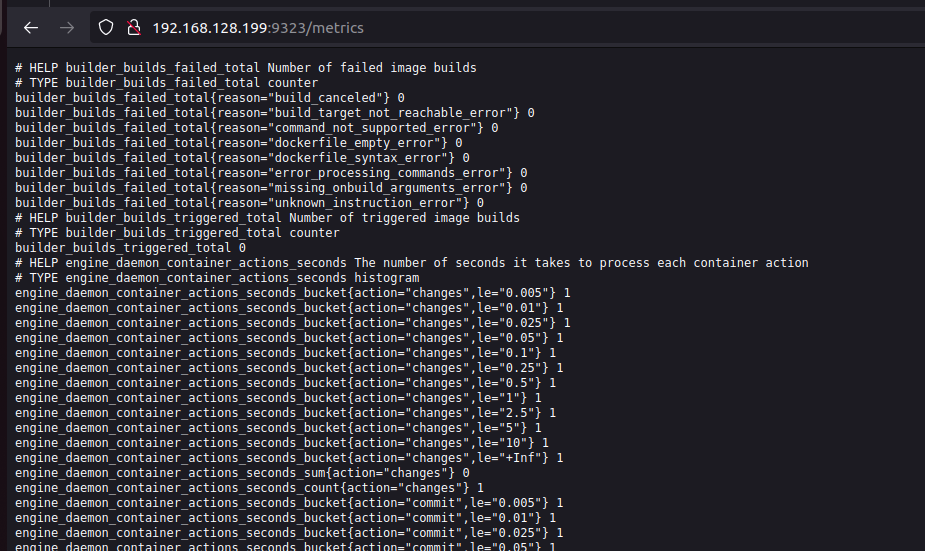 192.168.128.199:9323/metrics
# HELP builder_builds_failed_total Number of failed image builds
# TYPE builder_builds_failed_total counter
builder_builds_failed_total{reason="build_canceled"} 0
builder_builds_failed_total{reason="build_target_not_reachable_error"} 0
builder_builds_failed_total{reason="command_not_supported_error"} 0
builder_builds_failed_total{reason="dockerfile_empty_error"} 0
builder_builds_failed_total{reason="dockerfile_syntax_error"} 0
builder_builds_failed_total{reason="error_processing_commands_error"} 0
builder_builds_failed_total{reason="missing_onbuild_arguments_error"} 0
builder_builds_failed_total{reason="unknown_instruction_error"} 0
# HELP builder_builds_triggered_total Number of triggered image builds
# TYPE builder_builds_triggered_total counter
builder_builds_triggered_total 0
# HELP engine_daemon_container_actions_seconds The number of seconds it takes to process each container action
# TYPE engine_daemon_container_actions_seconds histogram
engine_daemon_container_actions_seconds_bucket{action="changes",le="0.005"} 1
engine_daemon_container_actions_seconds_bucket{action="changes",le="0.01"} 1
engine_daemon_container_actions_seconds_bucket{action="changes",le="0.025"} 1
engine_daemon_container_actions_seconds_bucket{action="changes",le="0.05"} 1
engine_daemon_container_actions_seconds_bucket{action="changes",le="0.1"} 1
engine_daemon_container_actions_seconds_bucket{action="changes",le="0.25"} 1
engine_daemon_container_actions_seconds_bucket{action="changes",le="0.5"} 1
engine_daemon_container_actions_seconds_bucket{action="changes",le="1"} 1
engine_daemon_container_actions_seconds_bucket{action="changes",le="2.5"} 1
engine_daemon_container_actions_seconds_bucket{action="changes",le="5"} 1
engine_daemon_container_actions_seconds_bucket{action="changes",le="10"} 1
engine_daemon_container_actions_seconds_bucket{action="changes",le="+Inf"} 1
engine_daemon_container_actions_seconds_sum{action="changes"} 0
engine_daemon_container_actions_seconds_count{action="changes"} 1
engine_daemon_container_actions_seconds_bucket{action="commit",le="0.005"} 1
engine_daemon_container_actions_seconds_bucket{action="commit",le="0.01"} 1
engine_daemon_container_actions_seconds_bucket{action="commit",le="0.025"} 1
engine_daemon_container_actions_seconds_bucket{action="commit",le="0.05"} 1